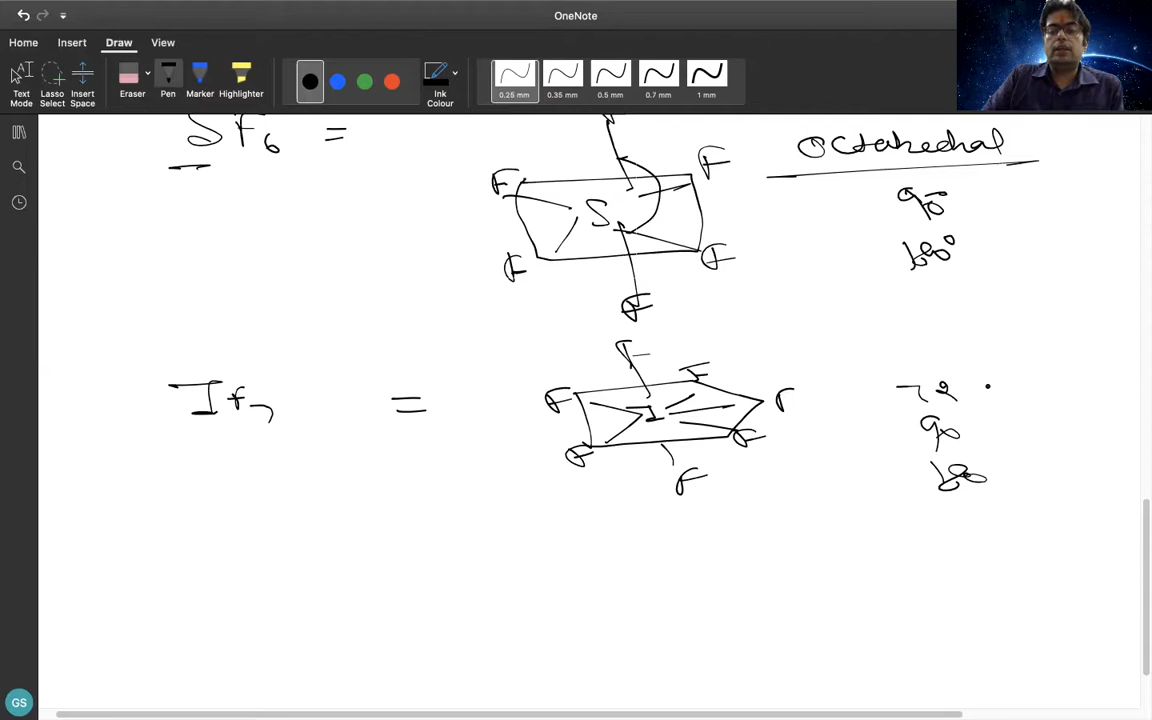 OneNote
Home Insert Draw View
Text Mode Lasso Select Insert Space Eraser Pen Marker Highlighter Ink Colour 0.25 mm 0.35 mm 0.5 mm 0.7 mm 1 mm
SF6 =
F F
S
F F
F
Octahedral
90°
180°
If7 =
F F
F I F
F F
F
72
90
180
GS